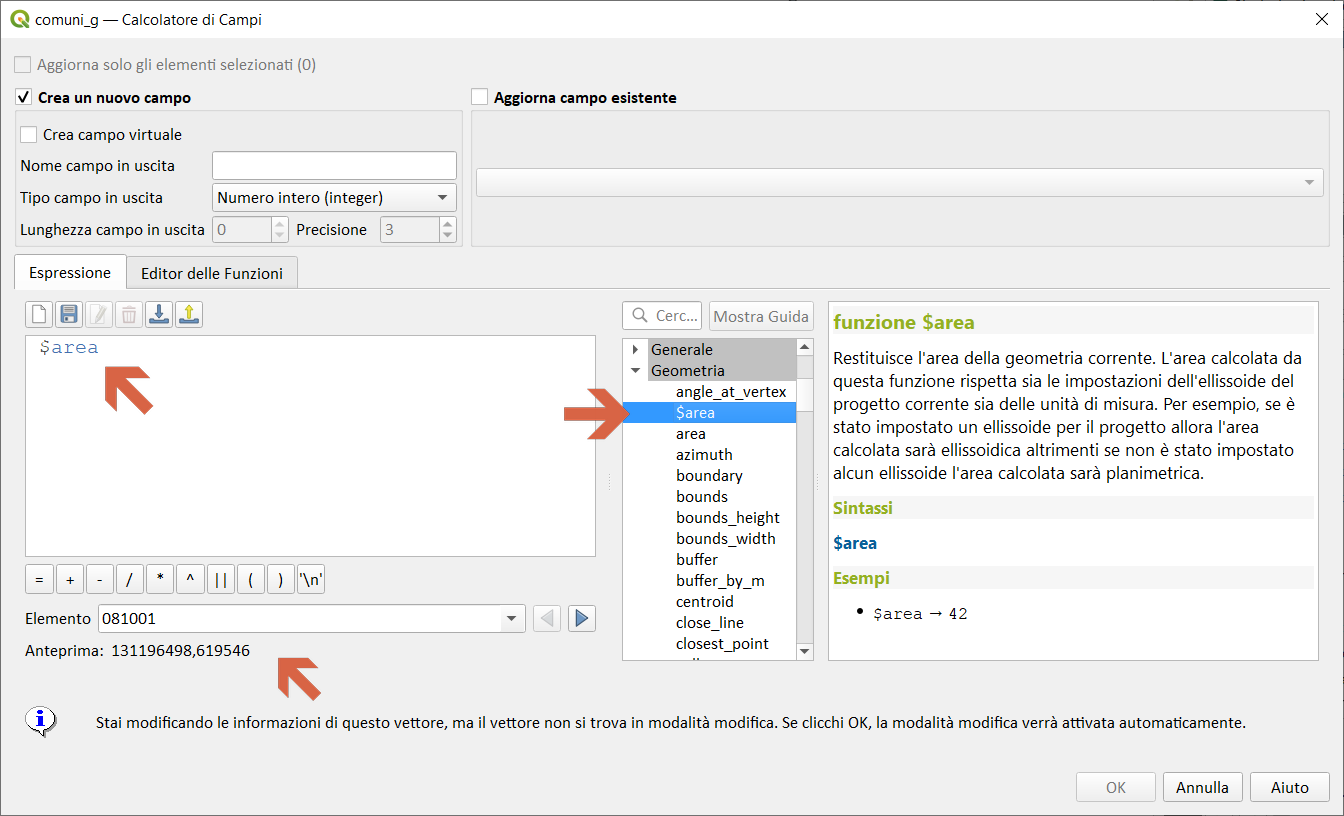 comuni_g — Calcolatore di Campi
Aggiorna solo gli elementi selezionati (0)
Crea un nuovo campo
Aggiorna campo esistente
Crea campo virtuale
Nome campo in uscita
Tipo campo in uscita
Numero intero (integer)
Lunghezza campo in uscita
0
Precisione
3
Espressione
Editor delle Funzioni
$area
=
+
-
/
*
^
||
(
)
'\n'
Elemento
081001
Anteprima: 131196498,619546
Cerc...
Mostra Guida
Generale
Geometria
angle_at_vertex
$area
area
azimuth
boundary
bounds
bounds_height
bounds_width
buffer
buffer_by_m
centroid
close_line
closest_point
funzione $area
Restituisce l'area della geometria corrente. L'area calcolata da
questa funzione rispetta sia le impostazioni dell'ellissoide del
progetto corrente sia delle unità di misura. Per esempio, se è
stato impostato un ellissoide per il progetto allora l'area
calcolata sarà ellissoidica altrimenti se non è stato impostato
alcun ellissoide l'area calcolata sarà planimetrica.
Sintassi
$area
Esempi
• $area → 42
Stai modificando le informazioni di questo vettore, ma il vettore non si trova in modalità modifica. Se clicchi OK, la modalità modifica verrà attivata automaticamente.
OK
Annulla
Aiuto